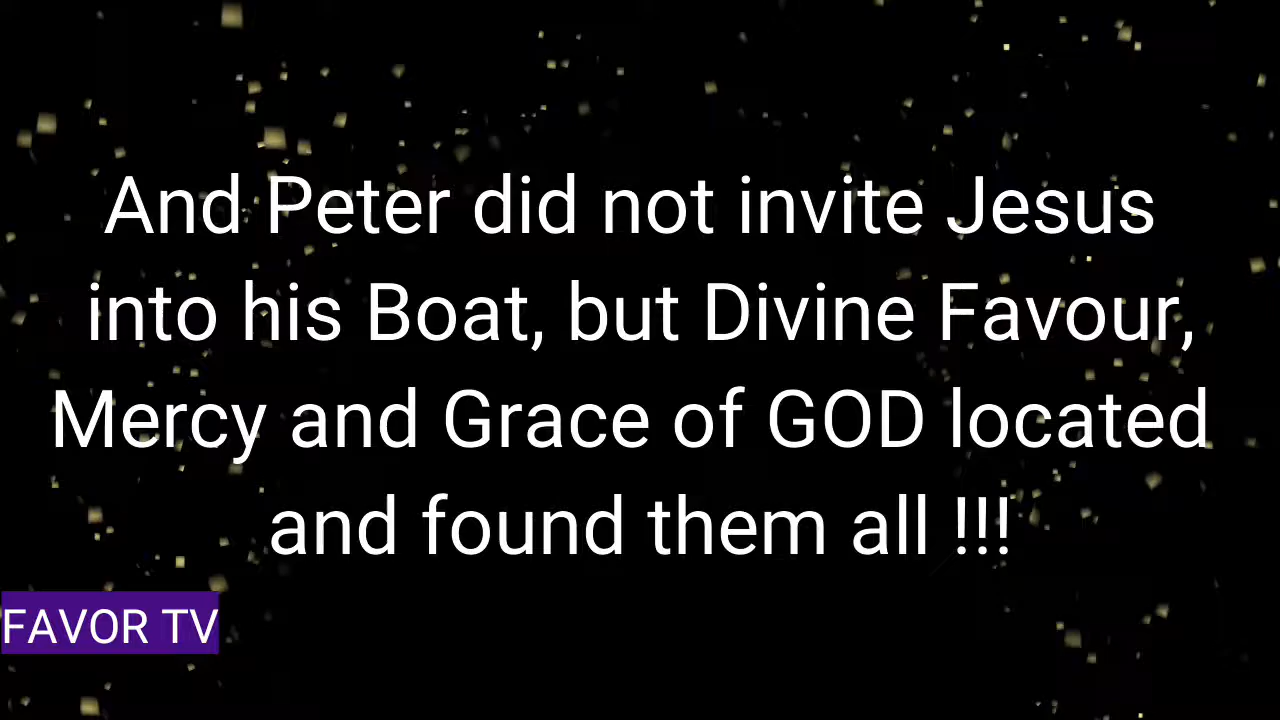 And Peter did not invite Jesus
into his Boat, but Divine Favour,
Mercy and Grace of GOD located
and found them all !!!
FAVOR TV